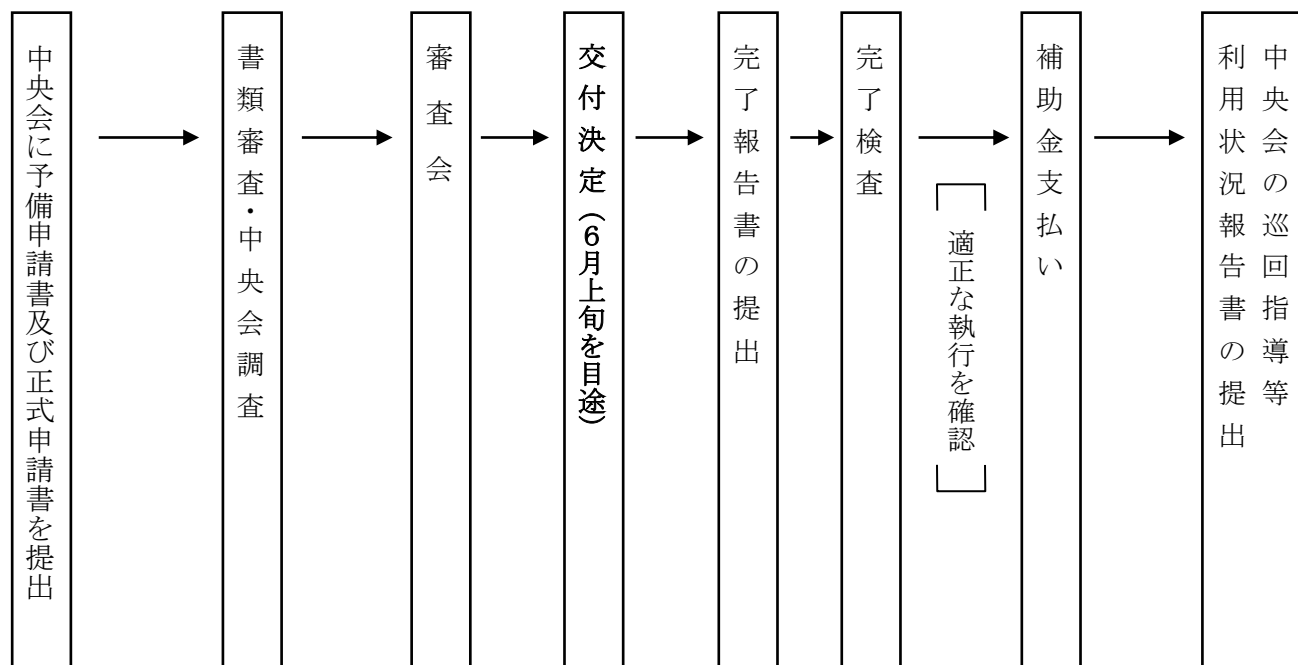 中央会に予備申請書及び正式申請書を提出
書類審査・中央会調査
審査会
交付決定（6月上旬を目途）
完了報告書の提出
完了検査
適正な執行を確認
補助金支払い
中央会の巡回指導等
利用状況報告書の提出